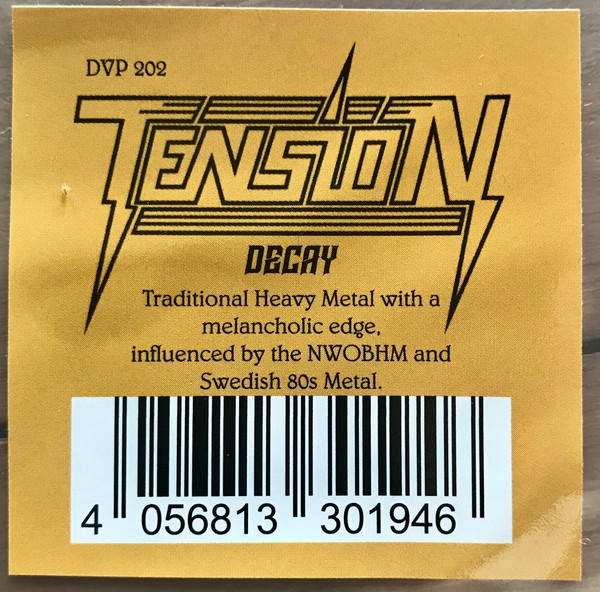 DVP 202
TENSION
DECAY
Traditional Heavy Metal with a
melancholic edge,
influenced by the NWOBHM and
Swedish 80s Metal.
4 056813 301946